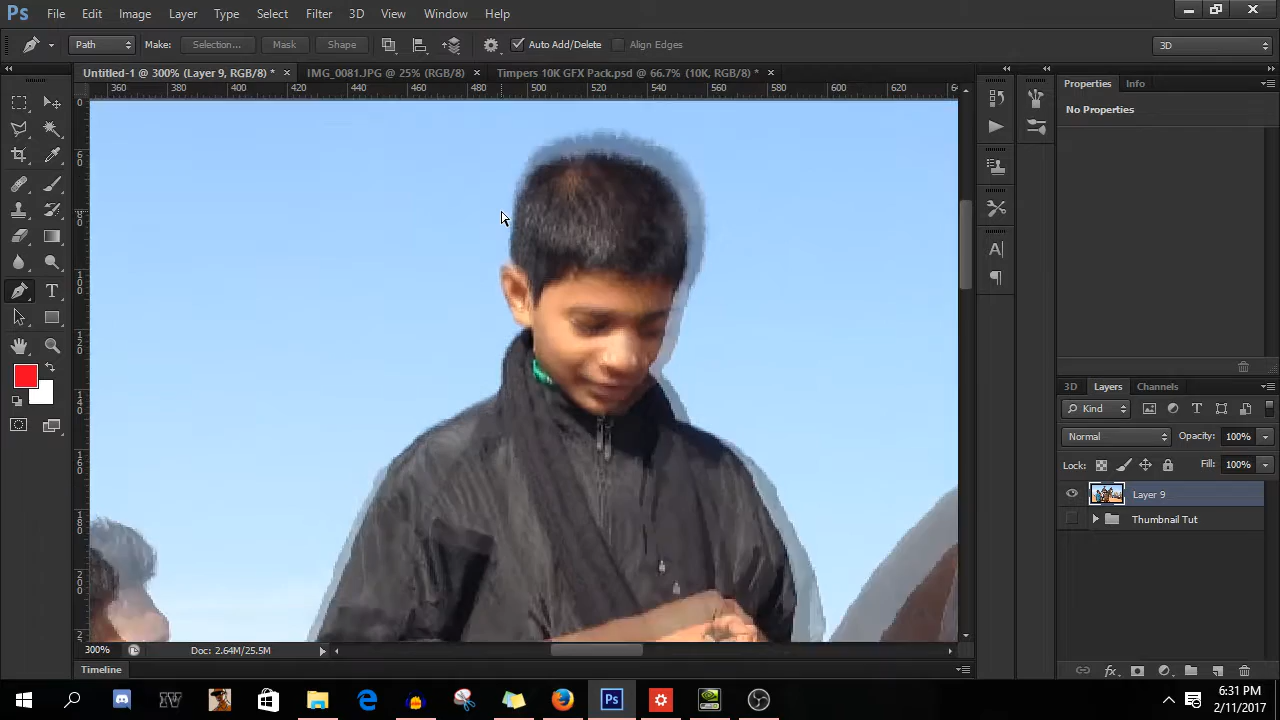 Ps File Edit Image Layer Type Select Filter 3D View Window Help
Path Make: Selection... Mask Shape Auto Add/Delete Align Edges 3D
Untitled-1 @ 300% (Layer 9, RGB/8) * × IMG_0081.JPG @ 25% (RGB/8) × Timpers 10K GFX Pack.psd @ 66.7% (10K, RGB/8) * ×
360 380 400 420 440 460 480 500 520 540 560 580 600 620 64
Properties Info
No Properties
3D Layers Channels
Kind
Normal Opacity: 100%
Lock: Fill: 100%
Layer 9
Thumbnail Tut
300% Doc: 2.64M/25.5M
Timeline
6:31 PM
2/11/2017